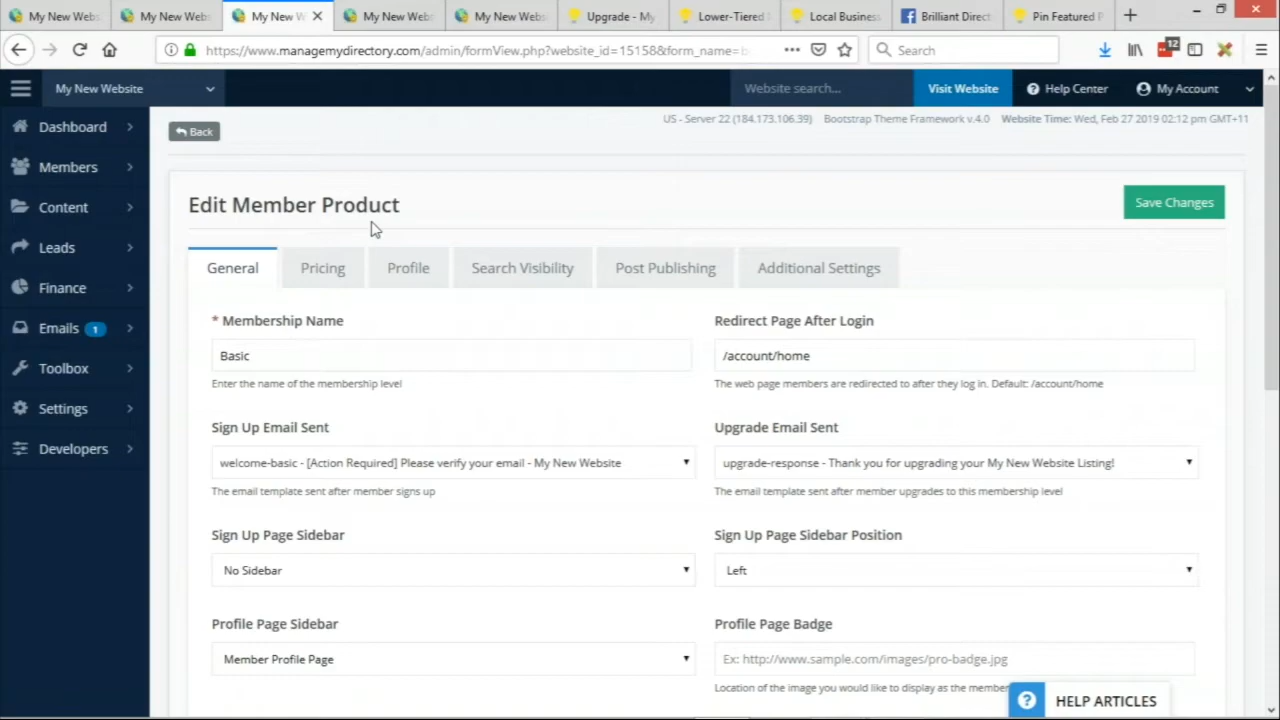 My New Webs
My New Webs
My New W
My New Webs
My New Webs
Upgrade - My
Lower-Tiered
Local Business
Brilliant Direct
Pin Featured P
https://www.managemydirectory.com/admin/formView.php?website_id=15158&form_name=b
Search
12
My New Website
Website search...
Visit Website
Help Center
My Account
US - Server 22 (184.173.106.39)
Bootstrap Theme Framework v.4.0
Website Time: Wed, Feb 27 2019 02:12 pm GMT+11
Dashboard
Members
Content
Leads
Finance
Emails 1
Toolbox
Settings
Developers
Back
Edit Member Product
Save Changes
General
Pricing
Profile
Search Visibility
Post Publishing
Additional Settings
* Membership Name
Basic
Enter the name of the membership level
Redirect Page After Login
/account/home
The web page members are redirected to after they log in. Default: /account/home
Sign Up Email Sent
welcome-basic - [Action Required] Please verify your email - My New Website
The email template sent after member signs up
Upgrade Email Sent
upgrade-response - Thank you for upgrading your My New Website Listing!
The email template sent after member upgrades to this membership level
Sign Up Page Sidebar
No Sidebar
Sign Up Page Sidebar Position
Left
Profile Page Sidebar
Member Profile Page
Profile Page Badge
Ex: http://www.sample.com/images/pro-badge.jpg
Location of the image you would like to display as the member
HELP ARTICLES